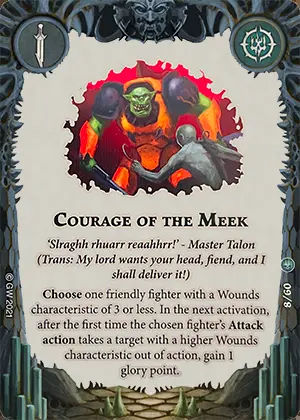 COURAGE OF THE MEEK
‘Slraghh rhuarr reaahhrr!’ - Master Talon
(Trans: My lord wants your head, fiend, and I
shall deliver it!)
Choose one friendly fighter with a Wounds
characteristic of 3 or less. In the next activation,
after the first time the chosen fighter’s Attack
action takes a target with a higher Wounds
characteristic out of action, gain 1
glory point.
© GW 2021
8/60